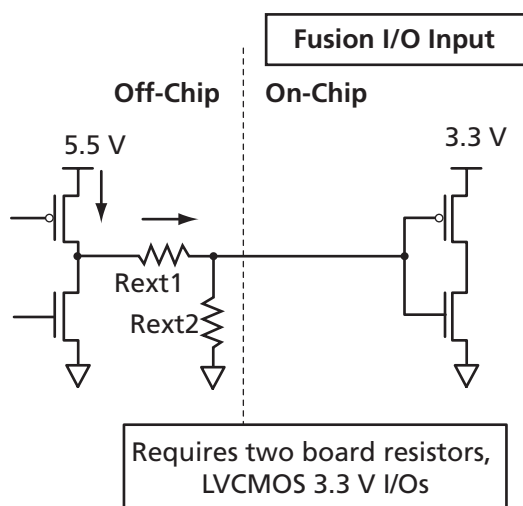 Fusion I/O Input
Off-Chip
On-Chip
5.5 V
3.3 V
Rext1
Rext2
Requires two board resistors,
LVCMOS 3.3 V I/Os